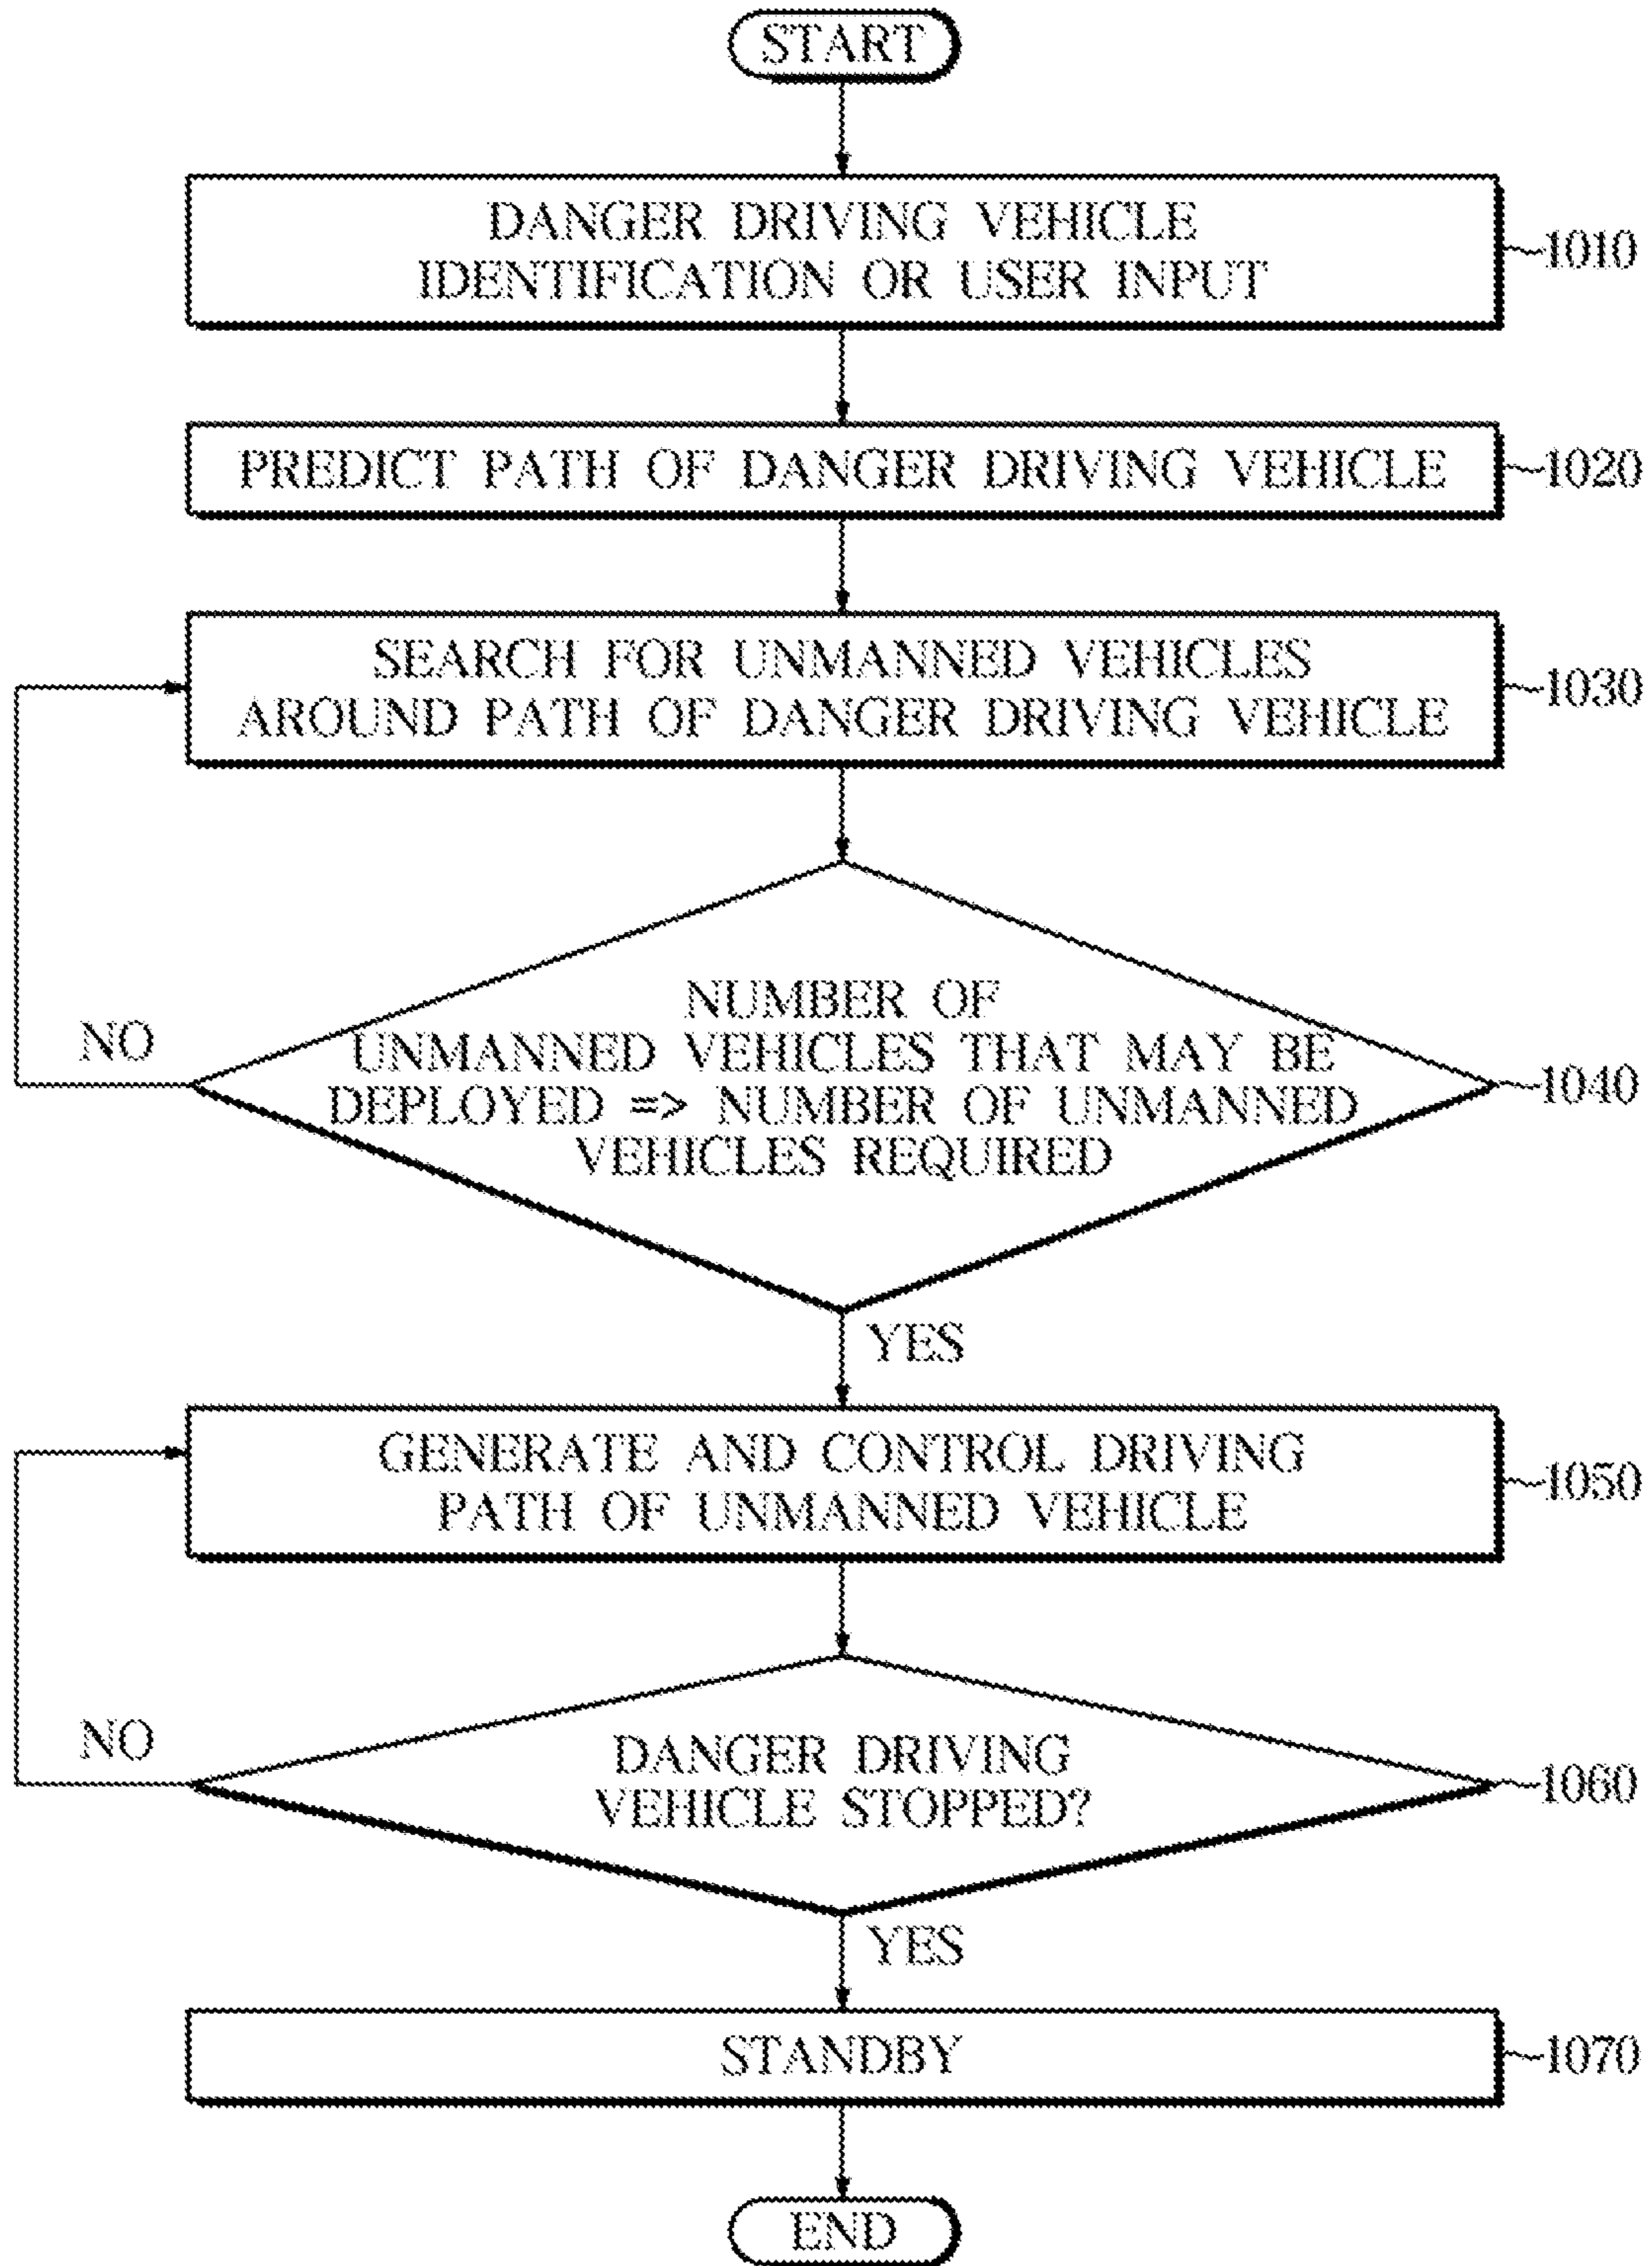 START
DANGER DRIVING VEHICLE
IDENTIFICATION OR USER INPUT
1010
PREDICT PATH OF DANGER DRIVING VEHICLE
1020
SEARCH FOR UNMANNED VEHICLES
AROUND PATH OF DANGER DRIVING VEHICLE
1030
NUMBER OF
UNMANNED VEHICLES THAT MAY BE
DEPLOYED => NUMBER OF UNMANNED
VEHICLES REQUIRED
1040
NO
YES
GENERATE AND CONTROL DRIVING
PATH OF UNMANNED VEHICLE
1050
DANGER DRIVING
VEHICLE STOPPED?
1060
NO
YES
STANDBY
1070
END